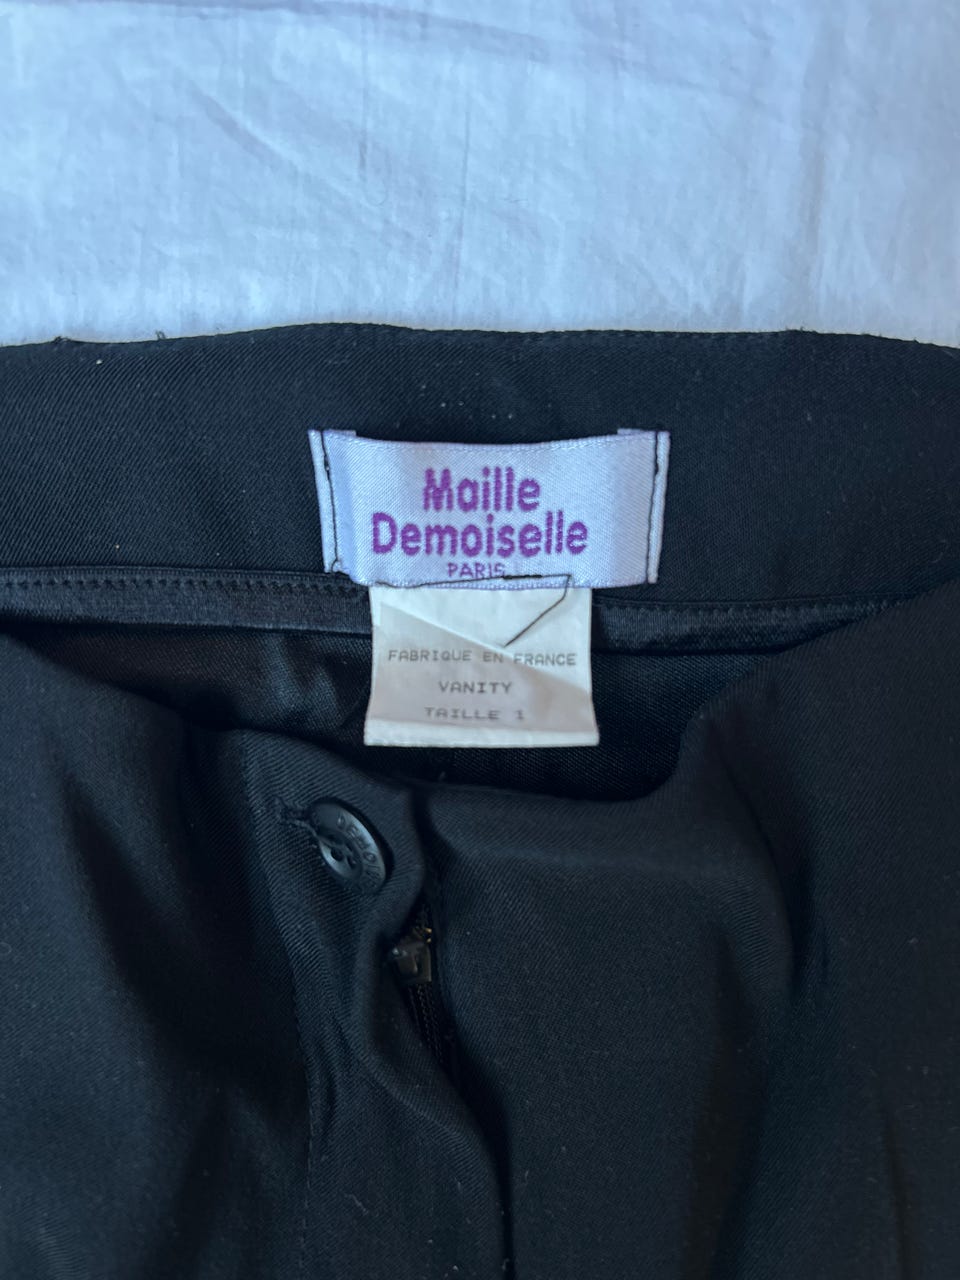 Maille
Demoiselle
PARIS
FABRIQUE EN FRANCE
VANITY
TAILLE 1